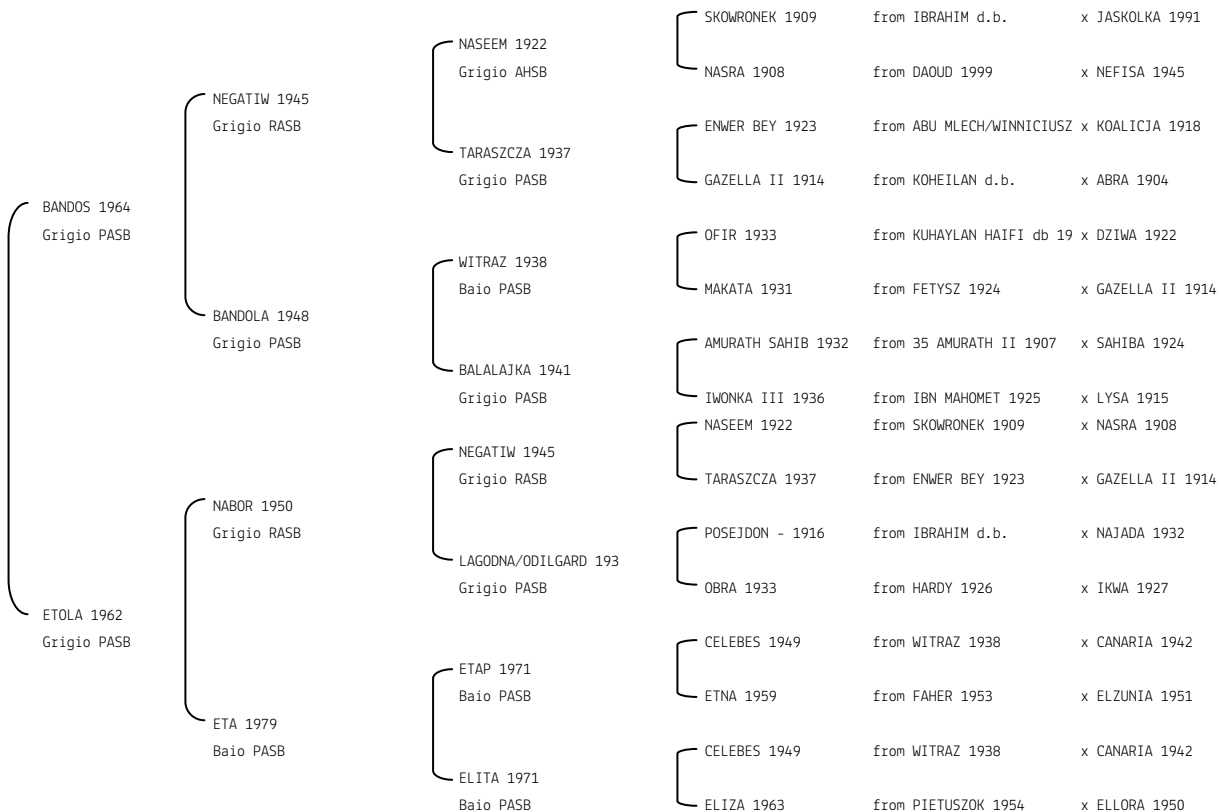 SKOWRONEK 1909 from IBRAHIM d.b. x JASKOLKA 1991
NASEEM 1922
Grigio AHSB NASRA 1908 from DAOUD 1999 x NEFISA 1945
NEGATIW 1945
Grigio RASB ENWER BEY 1923 from ABU MLECH/WINNICIUSZ x KOALICJA 1918
TARASZCZA 1937
Grigio PASB GAZELLA II 1914 from KOHEILAN d.b. x ABRA 1904
BANDOS 1964
Grigio PASB OFIR 1933 from KUHAYLAN HAIFI db 19 x DZIWA 1922
WITRAZ 1938
Baio PASB MAKATA 1931 from FETYSZ 1924 x GAZELLA II 1914
BANDOLA 1948
Grigio PASB AMURATH SAHIB 1932 from 35 AMURATH II 1907 x SAHIBA 1924
BALALAJKA 1941
Grigio PASB IWONKA III 1936 from IBN MAHOMET 1925 x LYSA 1915
NASEEM 1922 from SKOWRONEK 1909 x NASRA 1908
NEGATIW 1945
Grigio RASB TARASZCZA 1937 from ENWER BEY 1923 x GAZELLA II 1914
NABOR 1950
Grigio RASB POSEJDON - 1916 from IBRAHIM d.b. x NAJADA 1932
LAGODNA/ODILGARD 193
Grigio PASB OBRA 1933 from HARDY 1926 x IKWA 1927
ETOLA 1962
Grigio PASB CELEBES 1949 from WITRAZ 1938 x CANARIA 1942
ETAP 1971
Baio PASB ETNA 1959 from FAHER 1953 x ELZUNIA 1951
ETA 1979
Baio PASB CELEBES 1949 from WITRAZ 1938 x CANARIA 1942
ELITA 1971
Baio PASB ELIZA 1963 from PIETUSZOK 1954 x ELLORA 1950